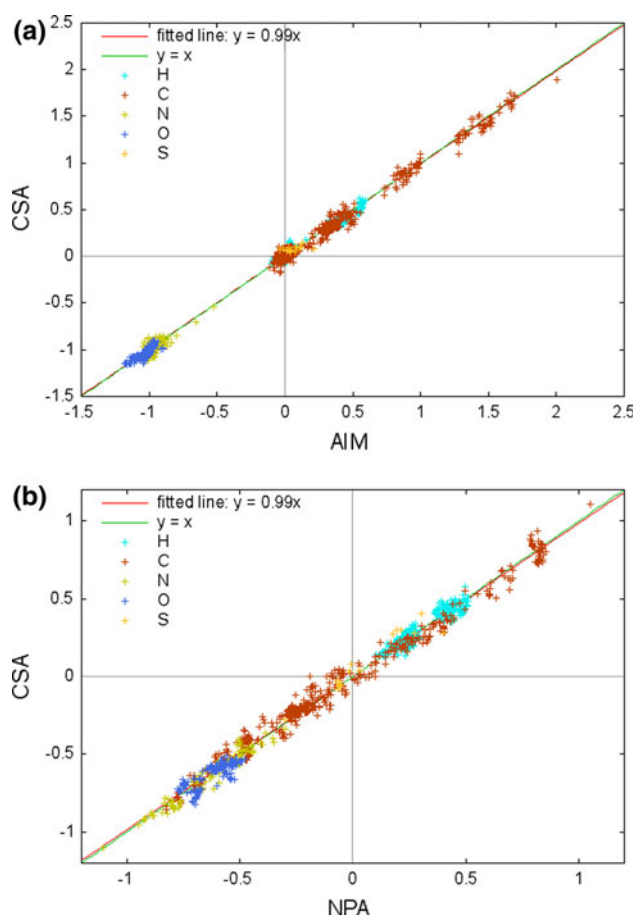 (a)
fitted line: y = 0.99x
y = x
H
C
N
O
S
2.5
2
1.5
1
0.5
0
-0.5
-1
-1.5
CSA
-1.5 -1 -0.5 0 0.5 1 1.5 2 2.5
AIM
(b)
fitted line: y = 0.99x
y = x
H
C
N
O
S
1
0.5
0
-0.5
-1
CSA
-1 -0.5 0 0.5 1
NPA